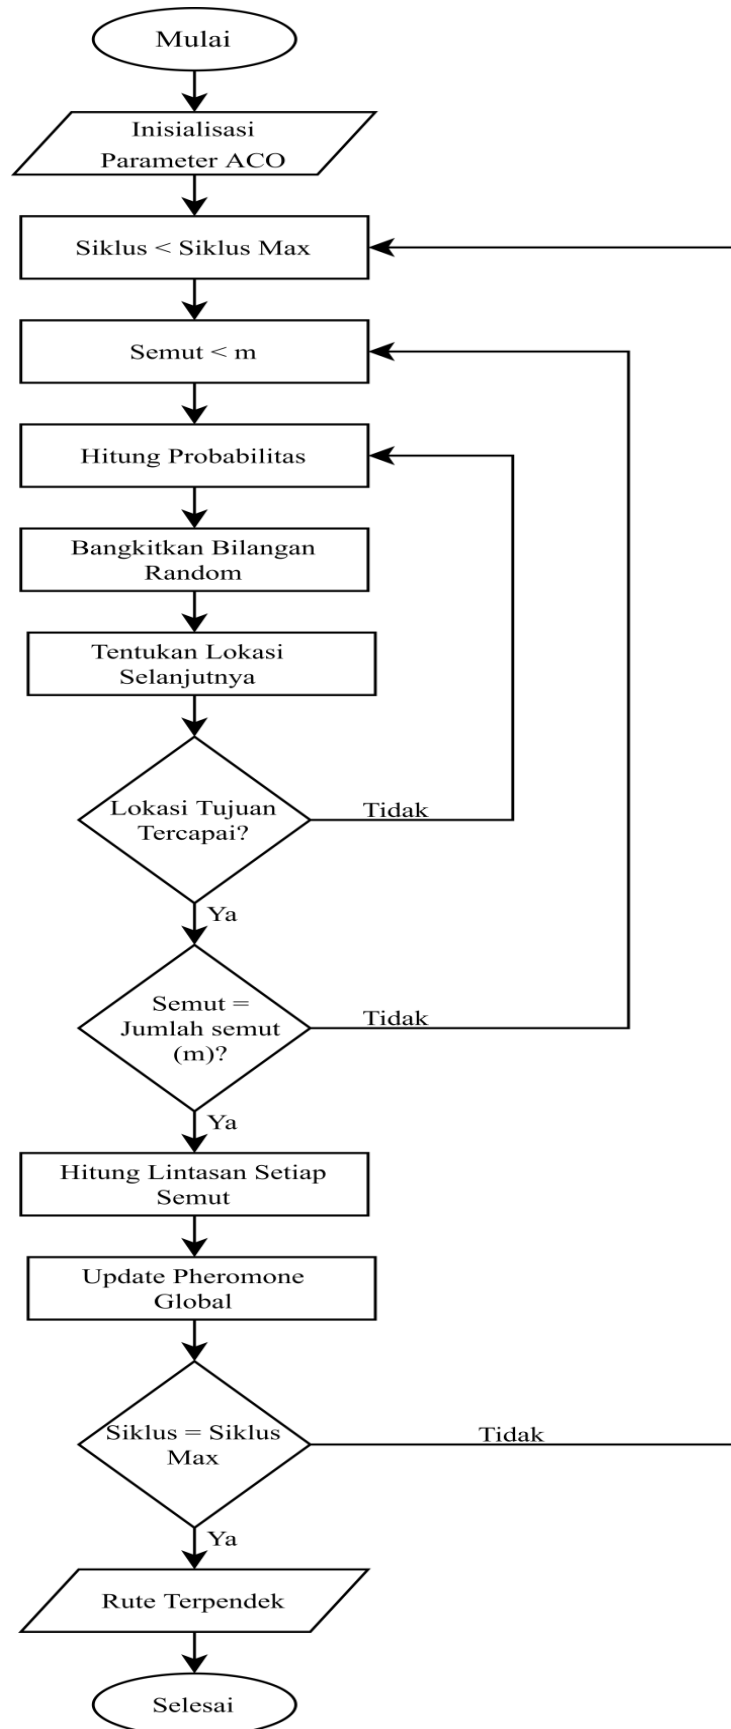 Mulai
Inisialisasi
Parameter ACO
Siklus < Siklus Max
Semut < m
Hitung Probabilitas
Bangkitkan Bilangan
Random
Tentukan Lokasi
Selanjutnya
Lokasi Tujuan
Tercapai?
Tidak
Ya
Semut =
Jumlah semut
(m)?
Tidak
Ya
Hitung Lintasan Setiap
Semut
Update Pheromone
Global
Siklus = Siklus
Max
Tidak
Ya
Rute Terpendek
Selesai